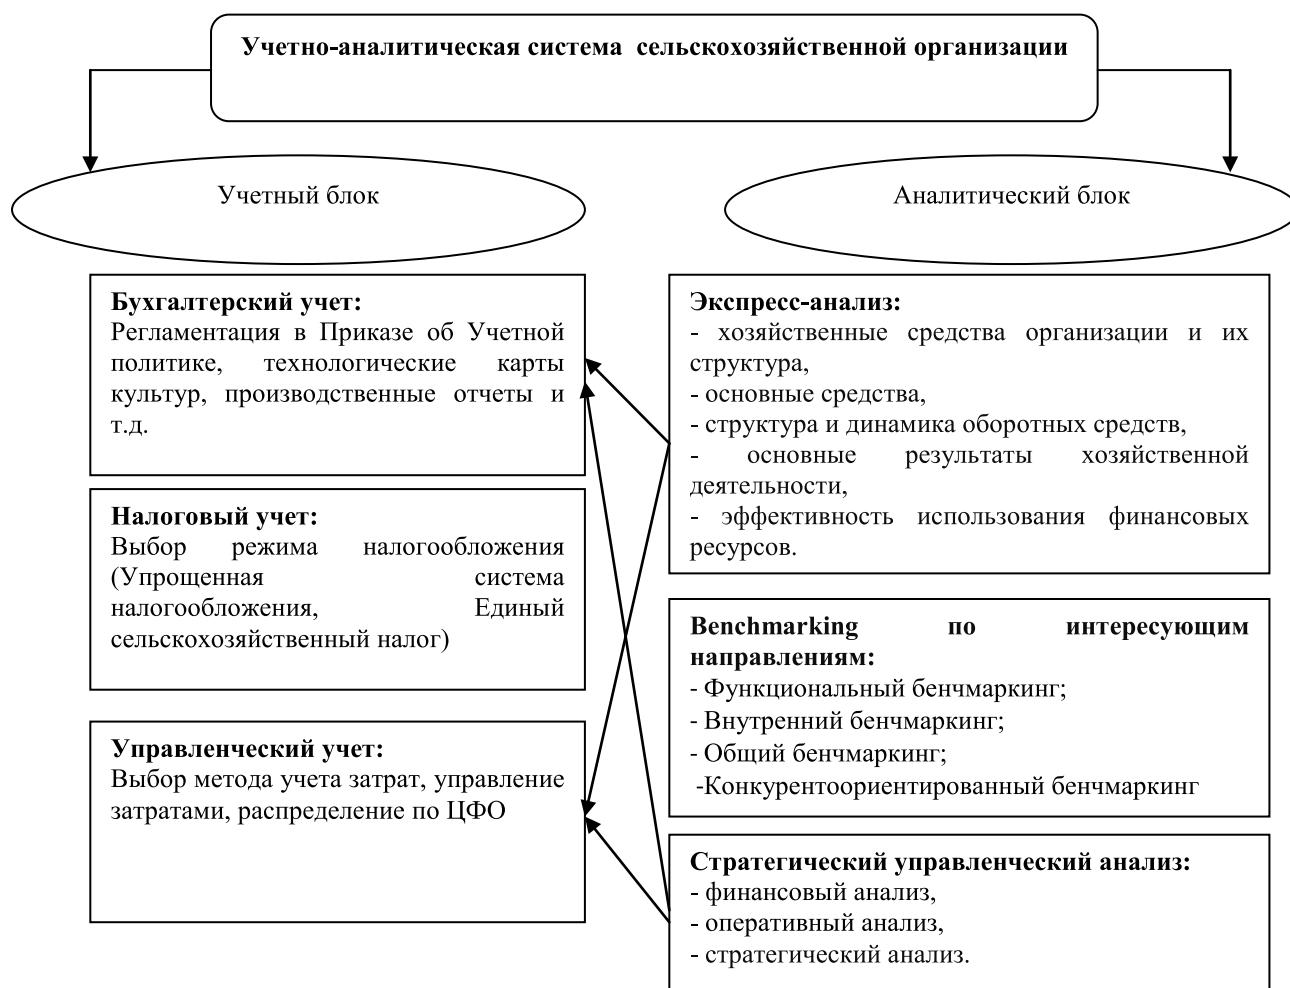 Учетно-аналитическая система сельскохозяйственной организации
Учетный блок
Аналитический блок
Бухгалтерский учет:
Регламентация в Приказе об Учетной
политике, технологические карты
культур, производственные отчеты и
т.д.
Налоговый учет:
Выбор режима налогообложения
(Упрощенная система
налогообложения, Единый
сельскохозяйственный налог)
Управленческий учет:
Выбор метода учета затрат, управление
затратами, распределение по ЦФО
Экспресс-анализ:
- хозяйственные средства организации и их
структура,
- основные средства,
- структура и динамика оборотных средств,
- основные результаты хозяйственной
деятельности,
- эффективность использования финансовых
ресурсов.
Benchmarking по интересующим
направлениям:
- Функциональный бенчмаркинг;
- Внутренний бенчмаркинг;
- Общий бенчмаркинг;
-Конкурентоориентированный бенчмаркинг
Стратегический управленческий анализ:
- финансовый анализ,
- оперативный анализ,
- стратегический анализ.